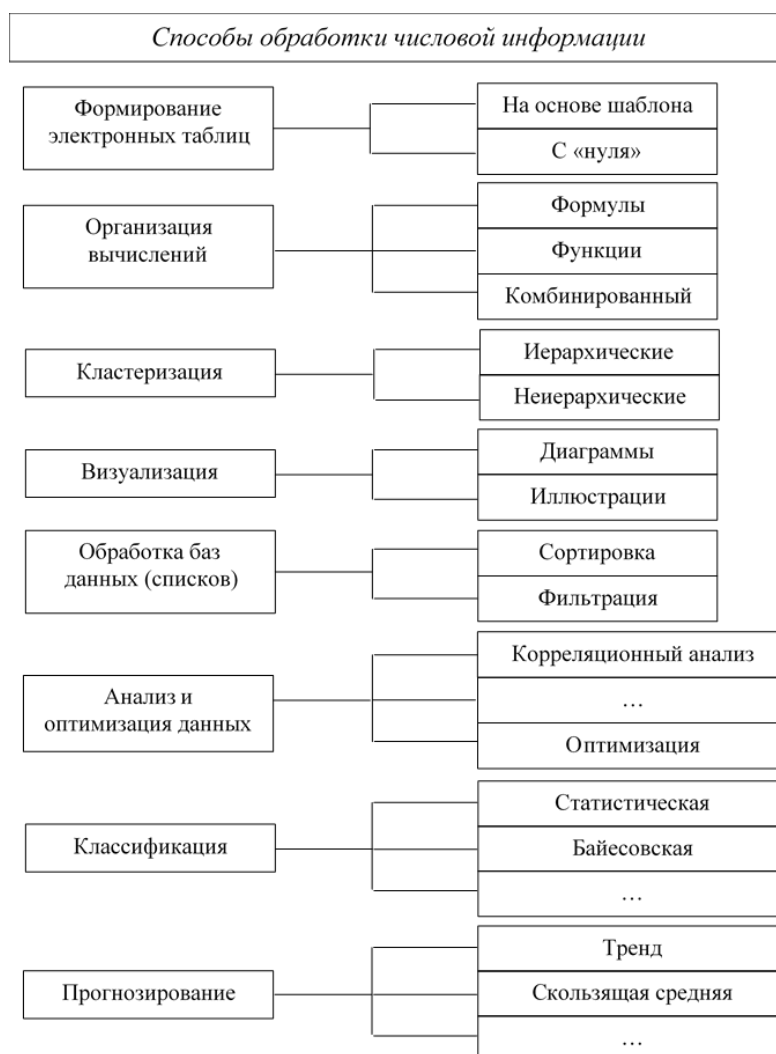 Способы обработки числовой информации
Формирование
электронных таблиц
На основе шаблона
С «нуля»
Организация
вычислений
Формулы
Функции
Комбинированный
Кластеризация
Иерархические
Неиерархические
Визуализация
Диаграммы
Иллюстрации
Обработка баз
данных (списков)
Сортировка
Фильтрация
Анализ и
оптимизация данных
Корреляционный анализ
…
Оптимизация
Классификация
Статистическая
Байесовская
…
Прогнозирование
Тренд
Скользящая средняя
…